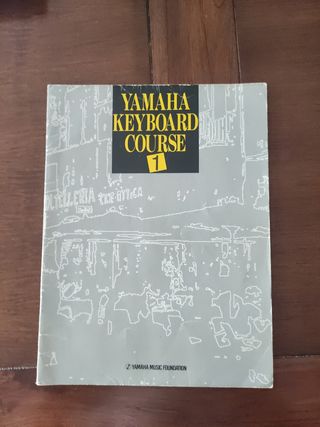 YAMAHA
KEYBOARD
COURSE
1
YAMAHA MUSIC FOUNDATION